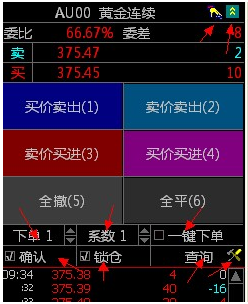 AU00 黄金连续
委比 66.67% 委差 8
卖 375.47 2
买 375.45 10
买价卖出(1) 卖价卖出(2)
卖价买进(3) 买价买进(4)
全撤(5) 全平(6)
下单 1 系数 1 一键下单
确认 锁仓 查询
09:34 375.38 4 0
:32 375.39 40 -16
:32 375.38